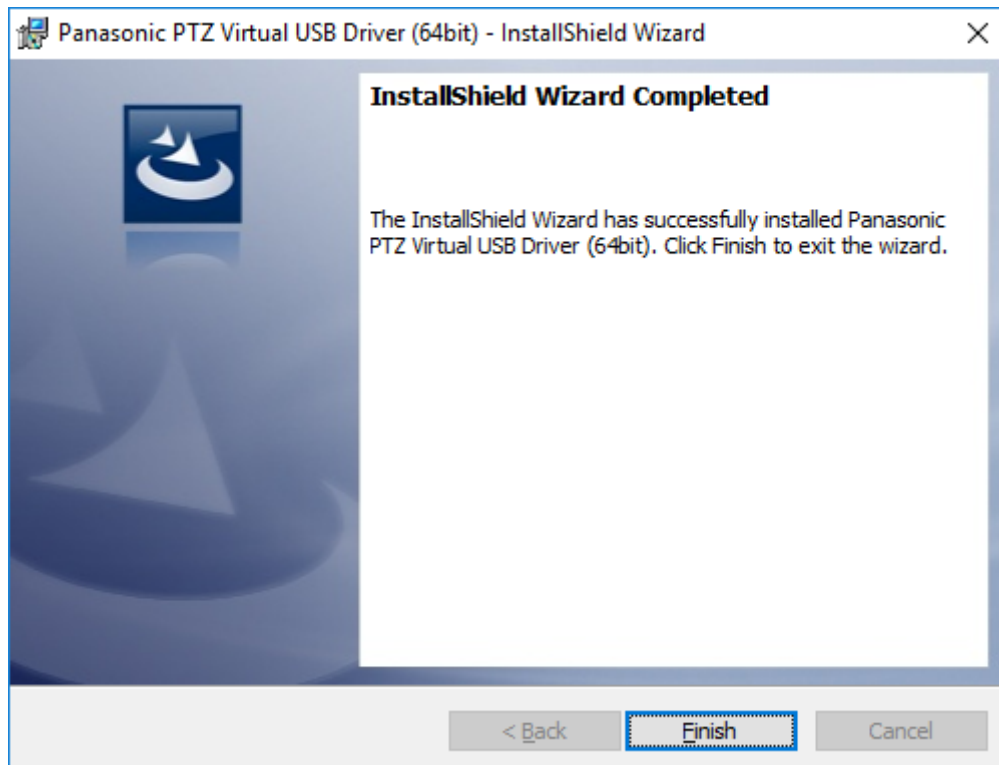 Panasonic PTZ Virtual USB Driver (64bit) - InstallShield Wizard
InstallShield Wizard Completed
The InstallShield Wizard has successfully installed Panasonic
PTZ Virtual USB Driver (64bit). Click Finish to exit the wizard.
< Back
Finish
Cancel